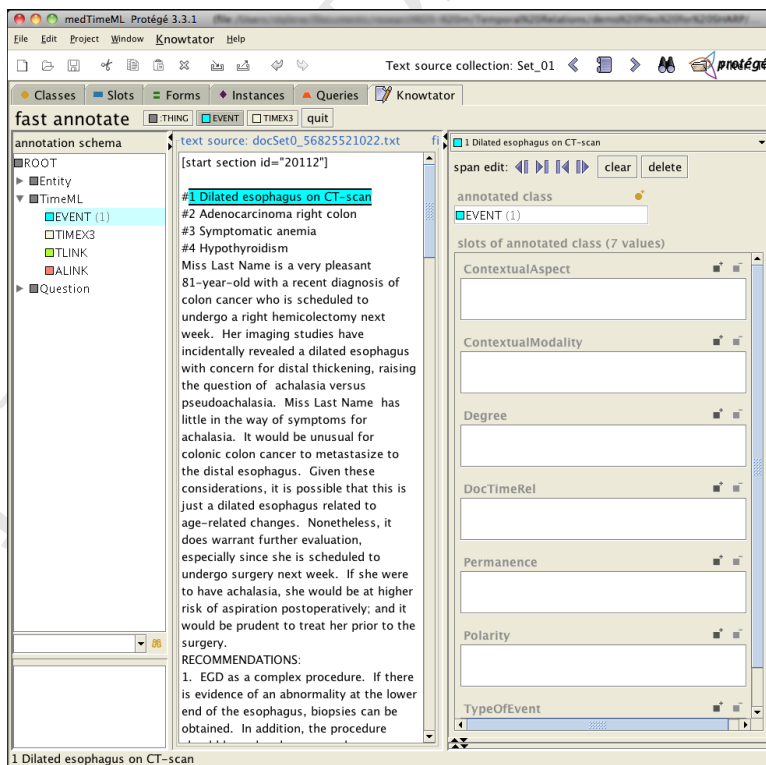 medTimeML Protégé 3.3.1
File Edit Project Window Knowtator Help
Text source collection: Set_01
protégé
Classes Slots Forms Instances Queries Knowtator
fast annotate :THING EVENT TIMEX3 quit
annotation schema
ROOT
Entity
TimeML
EVENT (1)
TIMEX3
TLINK
ALINK
Question
text source: docSet0_56825521022.txt fi
[start section id="20112"]
#1 Dilated esophagus on CT-scan
#2 Adenocarcinoma right colon
#3 Symptomatic anemia
#4 Hypothyroidism
Miss Last Name is a very pleasant
81-year-old with a recent diagnosis of
colon cancer who is scheduled to
undergo a right hemicolectomy next
week. Her imaging studies have
incidentally revealed a dilated esophagus
with concern for distal thickening, raising
the question of achalasia versus
pseudoachalasia. Miss Last Name has
little in the way of symptoms for
achalasia. It would be unusual for
colonic colon cancer to metastasize to
the distal esophagus. Given these
considerations, it is possible that this is
just a dilated esophagus related to
age-related changes. Nonetheless, it
does warrant further evaluation,
especially since she is scheduled to
undergo surgery next week. If she were
to have achalasia, she would be at higher
risk of aspiration postoperatively; and it
would be prudent to treat her prior to the
surgery.
RECOMMENDATIONS:
1. EGD as a complex procedure. If there
is evidence of an abnormality at the lower
end of the esophagus, biopsies can be
obtained. In addition, the procedure
1 Dilated esophagus on CT-scan
span edit: clear delete
annotated class
EVENT (1)
slots of annotated class (7 values)
ContextualAspect
ContextualModality
Degree
DocTimeRel
Permanence
Polarity
TypeOfEvent
1 Dilated esophagus on CT-scan